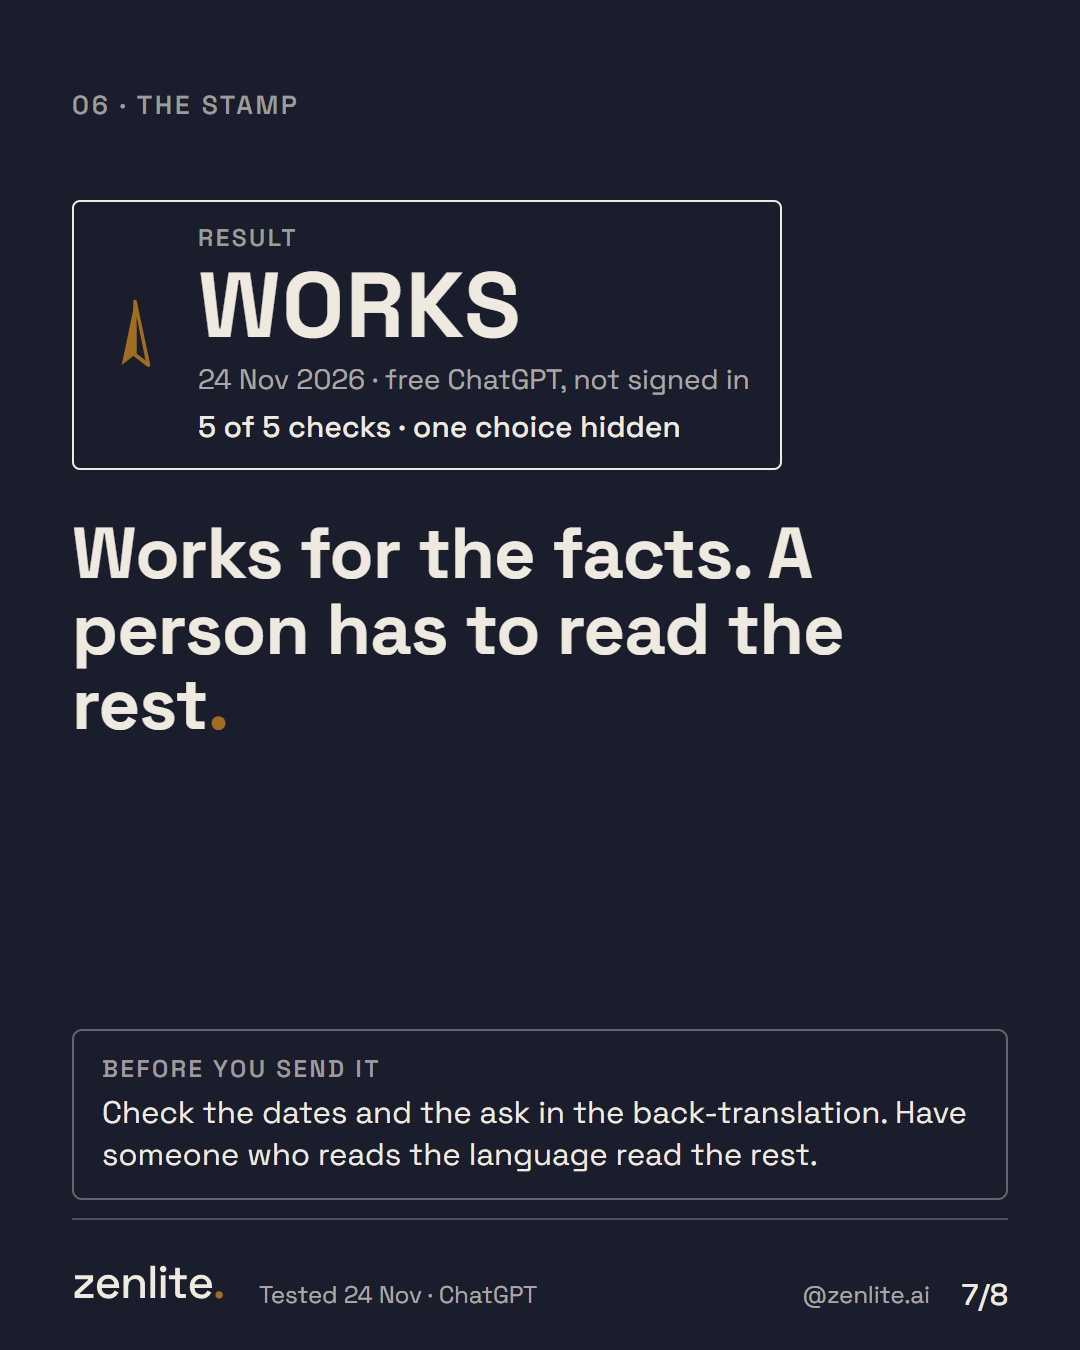 06 · THE STAMP
RESULT
WORKS
24 Nov 2026 · free ChatGPT, not signed in
5 of 5 checks · one choice hidden
Works for the facts. A
person has to read the
rest.
BEFORE YOU SEND IT
Check the dates and the ask in the back-translation. Have
someone who reads the language read the rest.
zenlite. Tested 24 Nov · ChatGPT @zenlite.ai 7/8